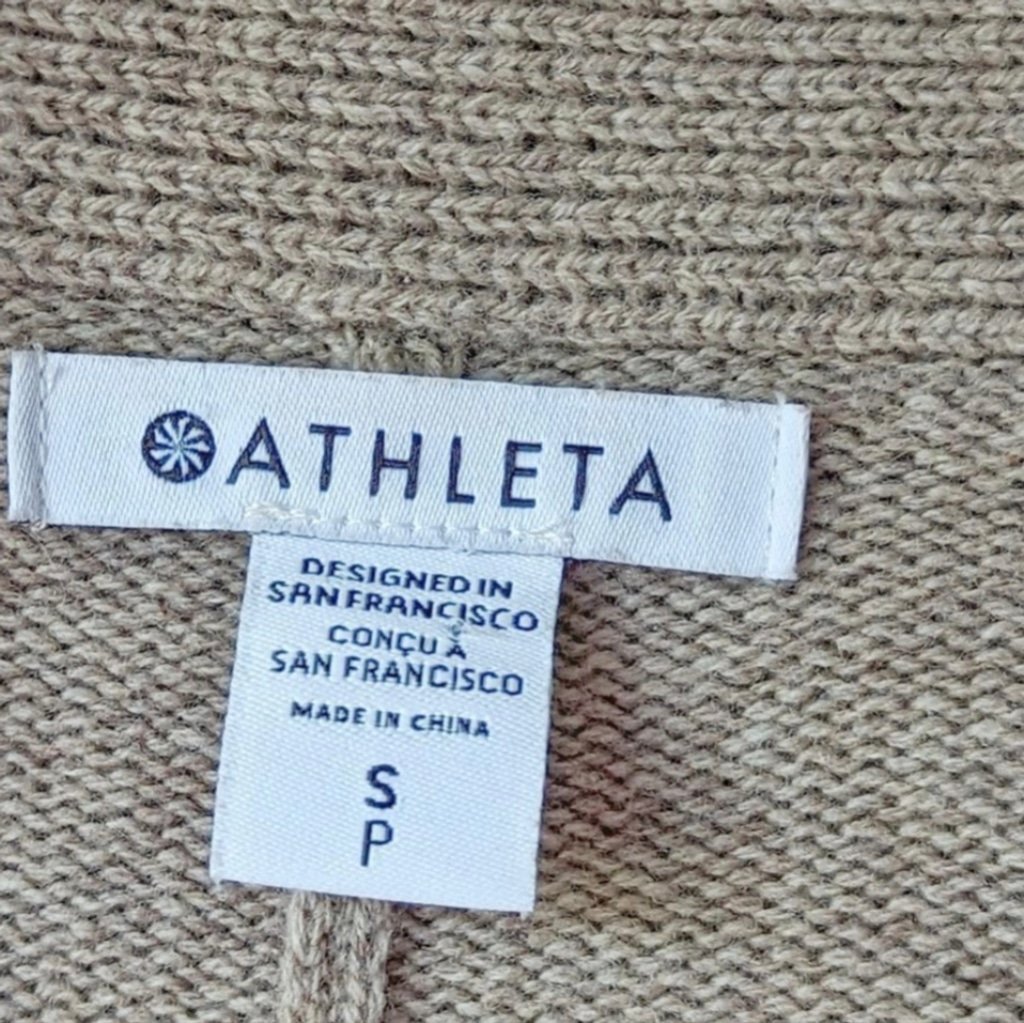 ATHLETA
DESIGNED IN
SAN FRANCISCO
CONÇU À
SAN FRANCISCO
MADE IN CHINA
S
P